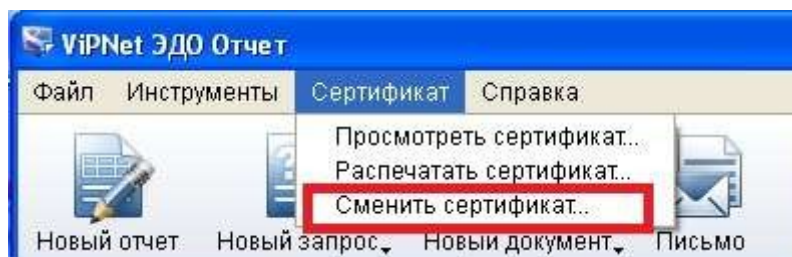 ViPNet ЭДО Отчет
Файл Инструменты Сертификат Справка
Просмотреть сертификат...
Распечатать сертификат...
Сменить сертификат...
Новый отчет Новый запрос Новый документ Письмо